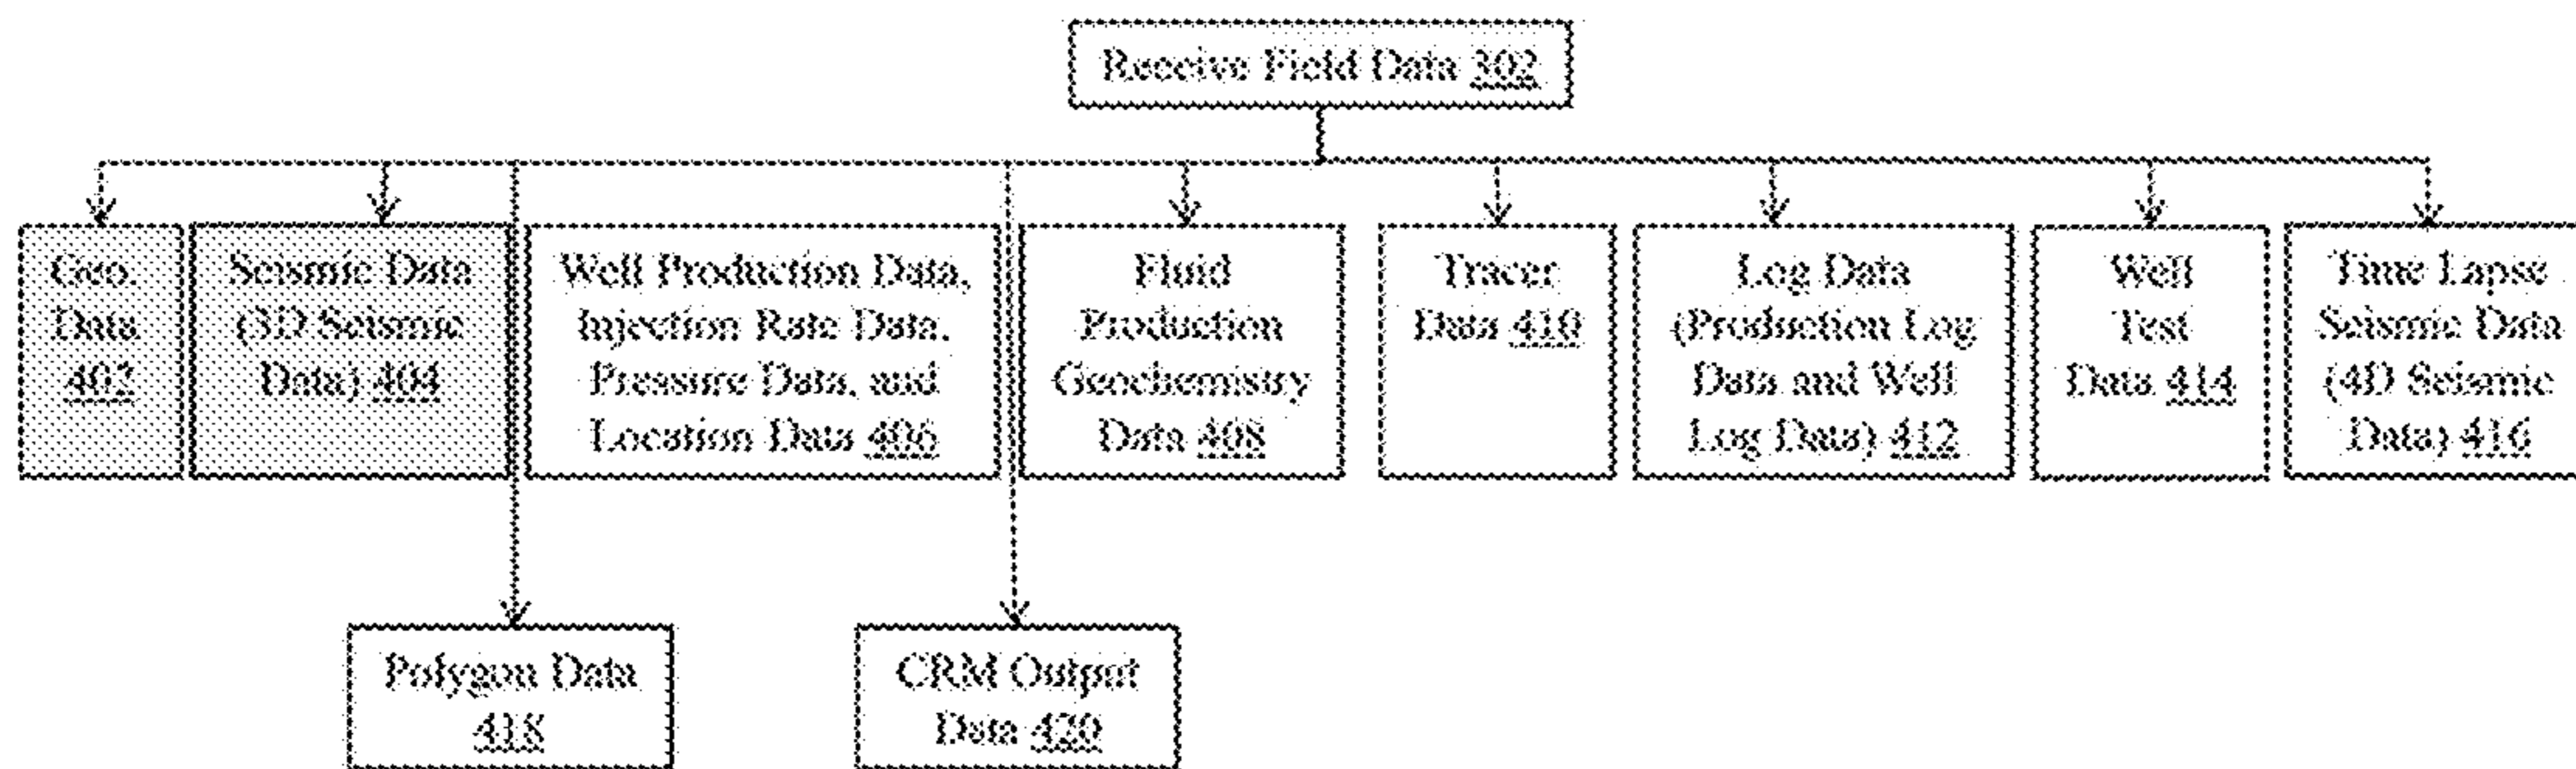 Receive Field Data 302
Geo.
Data
402
Seismic Data
(3D Seismic
Data) 404
Well Production Data,
Injection Rate Data,
Pressure Data, and
Location Data 406
Fluid
Production
Geochemistry
Data 408
Tracer
Data 410
Log Data
(Production Log
Data and Well
Log Data) 412
Well
Test
Data 414
Time Lapse
Seismic Data
(4D Seismic
Data) 416
Polygon Data
418
CRM Output
Data 420